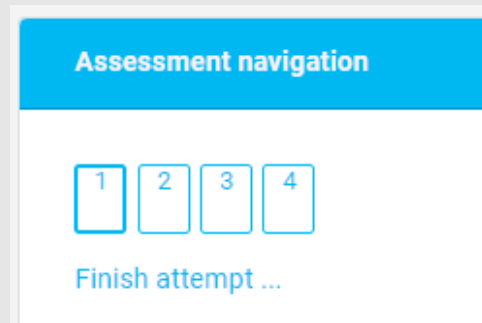 Assessment navigation
1 2 3 4
Finish attempt ...